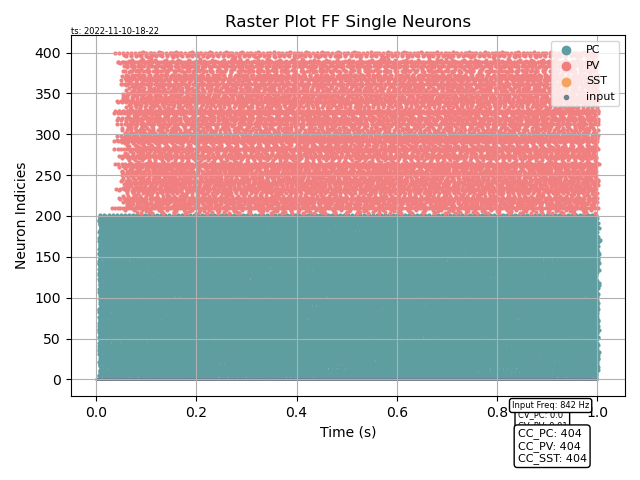 Raster Plot FF Single Neurons
ts: 2022-11-10-18-22
PC
PV
SST
input
Neuron Indicies
400
350
300
250
200
150
100
50
0
0.0 0.2 0.4 0.6 0.8 1.0
Time (s)
Input Freq: 842 Hz
CV_PC: 0.0
CC_PC: 404
CC_PV: 404
CC_SST: 404